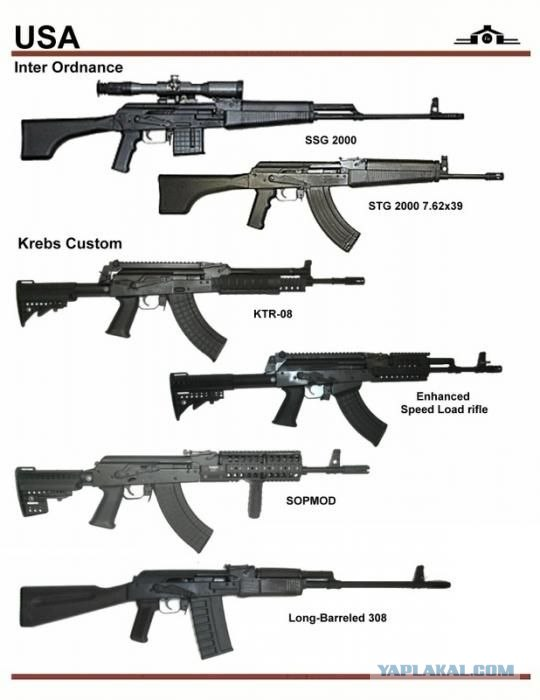 USA
Inter Ordnance
SSG 2000
STG 2000 7.62x39
Krebs Custom
KTR-08
Enhanced
Speed Load rifle
SOPMOD
Long-Barreled 308
YAPLAKAL.COM